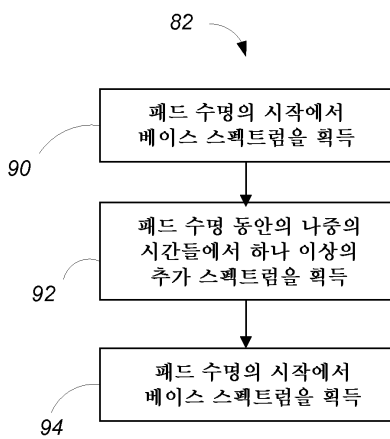 82
패드 수명의 시작에서
베이스 스펙트럼을 획득
90
패드 수명 동안의 나중의
시간들에서 하나 이상의
추가 스펙트럼을 획득
92
패드 수명의 시작에서
베이스 스펙트럼을 획득
94